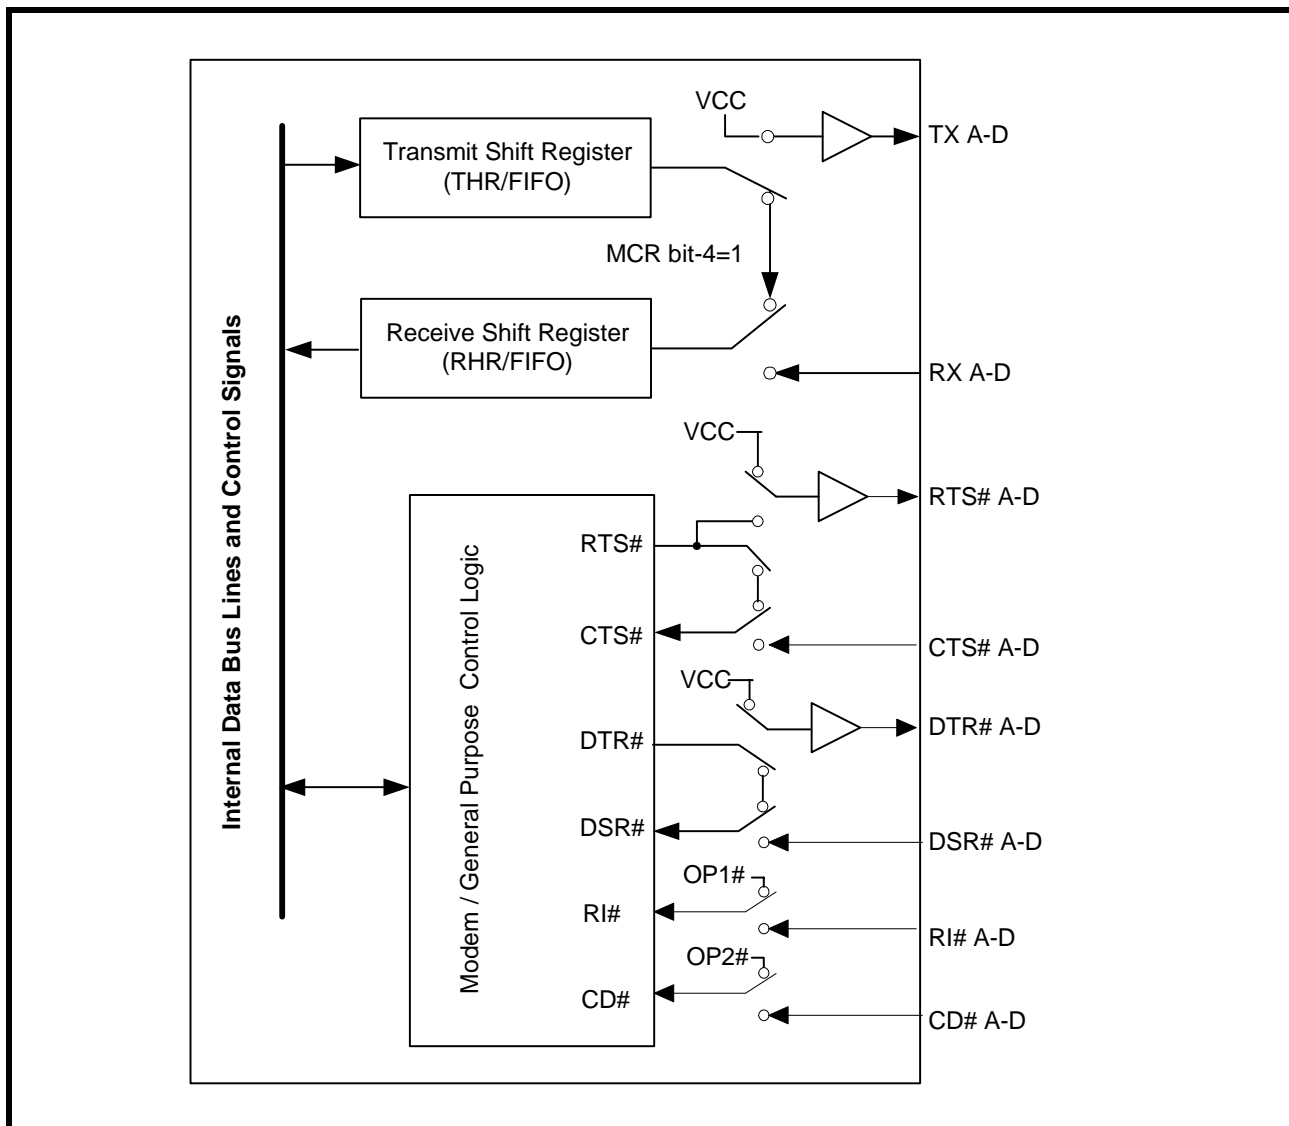 VCC
TX A-D
Transmit Shift Register
(THR/FIFO)
MCR bit-4=1
Receive Shift Register
(RHR/FIFO)
RX A-D
Internal Data Bus Lines and Control Signals
VCC
RTS# A-D
Modem / General Purpose Control Logic
RTS#
CTS#
CTS# A-D
VCC
DTR# A-D
DTR#
DSR#
DSR# A-D
OP1#
RI#
RI# A-D
OP2#
CD#
CD# A-D